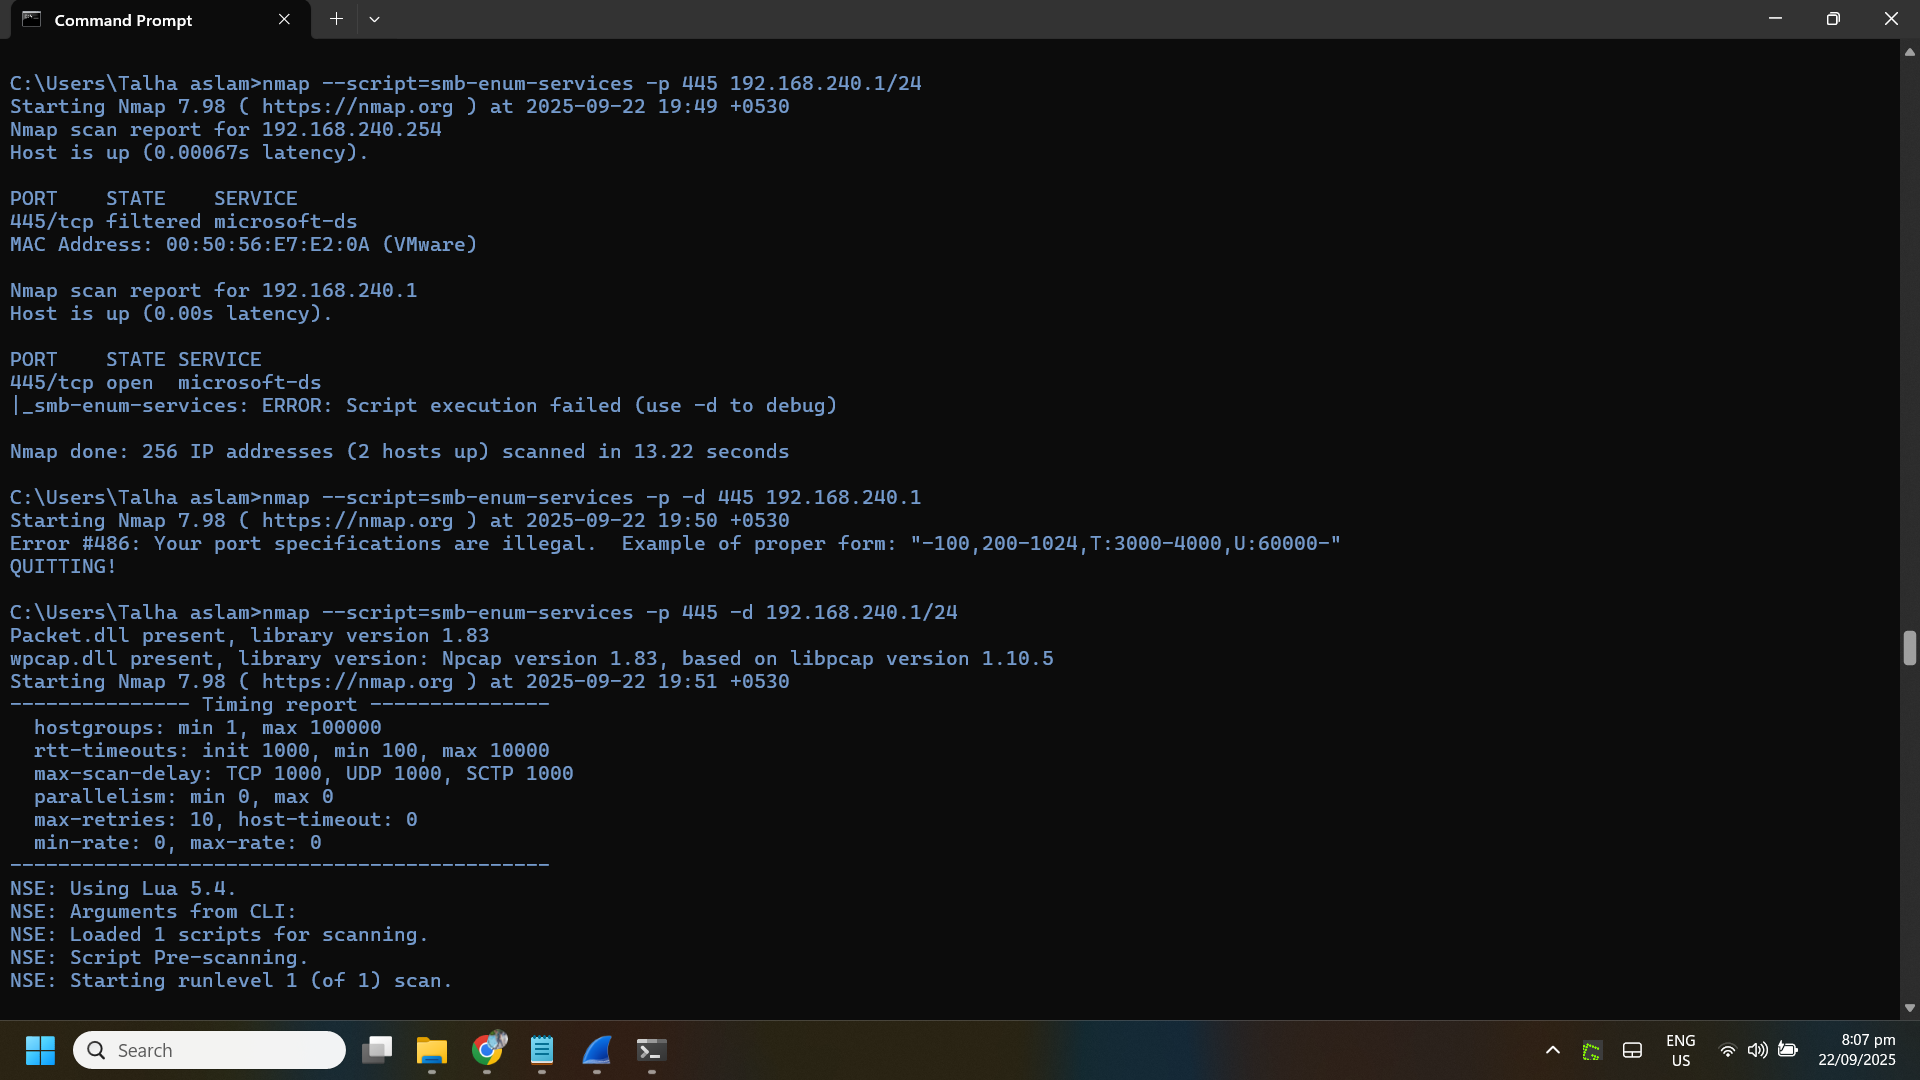 Command Prompt
C:\Users\Talha aslam>nmap --script=smb-enum-services -p 445 192.168.240.1/24
Starting Nmap 7.98 ( https://nmap.org ) at 2025-09-22 19:49 +0530
Nmap scan report for 192.168.240.254
Host is up (0.00067s latency).
PORT    STATE    SERVICE
445/tcp filtered microsoft-ds
MAC Address: 00:50:56:E7:E2:0A (VMware)
Nmap scan report for 192.168.240.1
Host is up (0.00s latency).
PORT    STATE SERVICE
445/tcp open  microsoft-ds
|_smb-enum-services: ERROR: Script execution failed (use -d to debug)
Nmap done: 256 IP addresses (2 hosts up) scanned in 13.22 seconds
C:\Users\Talha aslam>nmap --script=smb-enum-services -p -d 445 192.168.240.1
Starting Nmap 7.98 ( https://nmap.org ) at 2025-09-22 19:50 +0530
Error #486: Your port specifications are illegal.  Example of proper form: "-100,200-1024,T:3000-4000,U:60000-"
QUITTING!
C:\Users\Talha aslam>nmap --script=smb-enum-services -p 445 -d 192.168.240.1/24
Packet.dll present, library version 1.83
wpcap.dll present, library version: Npcap version 1.83, based on libpcap version 1.10.5
Starting Nmap 7.98 ( https://nmap.org ) at 2025-09-22 19:51 +0530
--------------- Timing report ---------------
  hostgroups: min 1, max 100000
  rtt-timeouts: init 1000, min 100, max 10000
  max-scan-delay: TCP 1000, UDP 1000, SCTP 1000
  parallelism: min 0, max 0
  max-retries: 10, host-timeout: 0
  min-rate: 0, max-rate: 0
---------------------------------------------
NSE: Using Lua 5.4.
NSE: Arguments from CLI:
NSE: Loaded 1 scripts for scanning.
NSE: Script Pre-scanning.
NSE: Starting runlevel 1 (of 1) scan.
Search
ENG
US
8:07 pm
22/09/2025